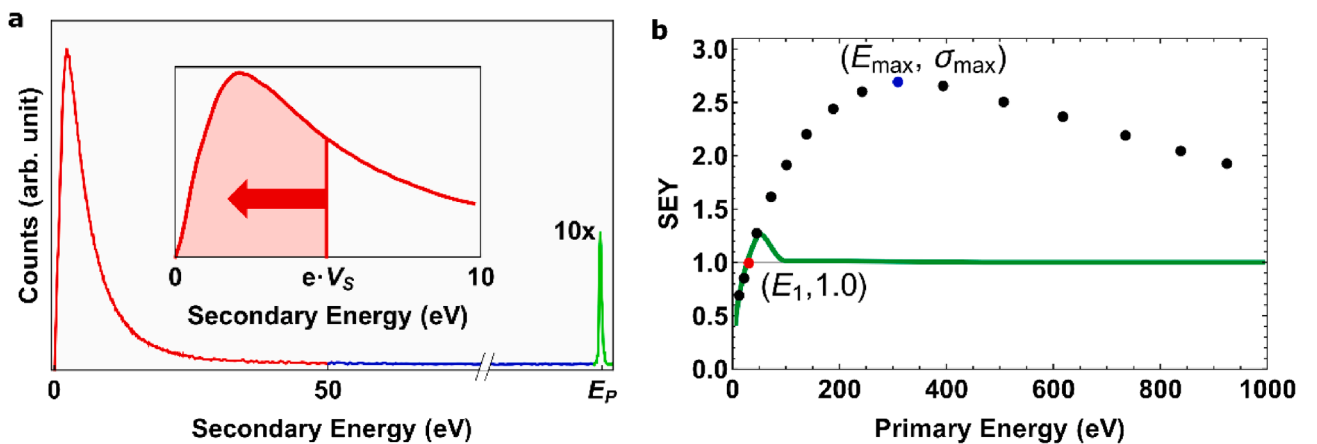 a
Counts (arb. unit)
0
e·V_S
10
Secondary Energy (eV)
10x
0
50
E_P
Secondary Energy (eV)
b
SEY
3.0
2.5
2.0
1.5
1.0
0.5
0.0
(E_max, σ_max)
(E_1,1.0)
0
200
400
600
800
1000
Primary Energy (eV)